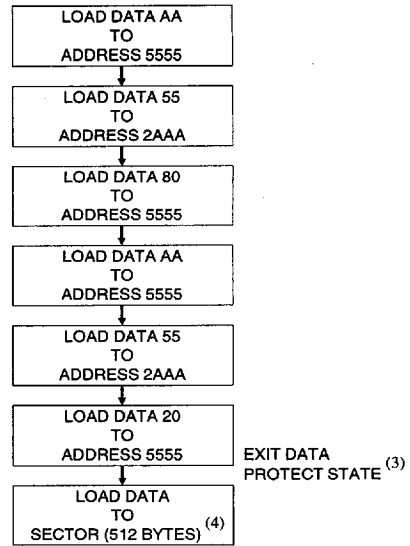 LOAD DATA AA
TO
ADDRESS 5555
LOAD DATA 55
TO
ADDRESS 2AAA
LOAD DATA 80
TO
ADDRESS 5555
LOAD DATA AA
TO
ADDRESS 5555
LOAD DATA 55
TO
ADDRESS 2AAA
LOAD DATA 20
TO
ADDRESS 5555
EXIT DATA
PROTECT STATE (3)
LOAD DATA
TO
SECTOR (512 BYTES) (4)